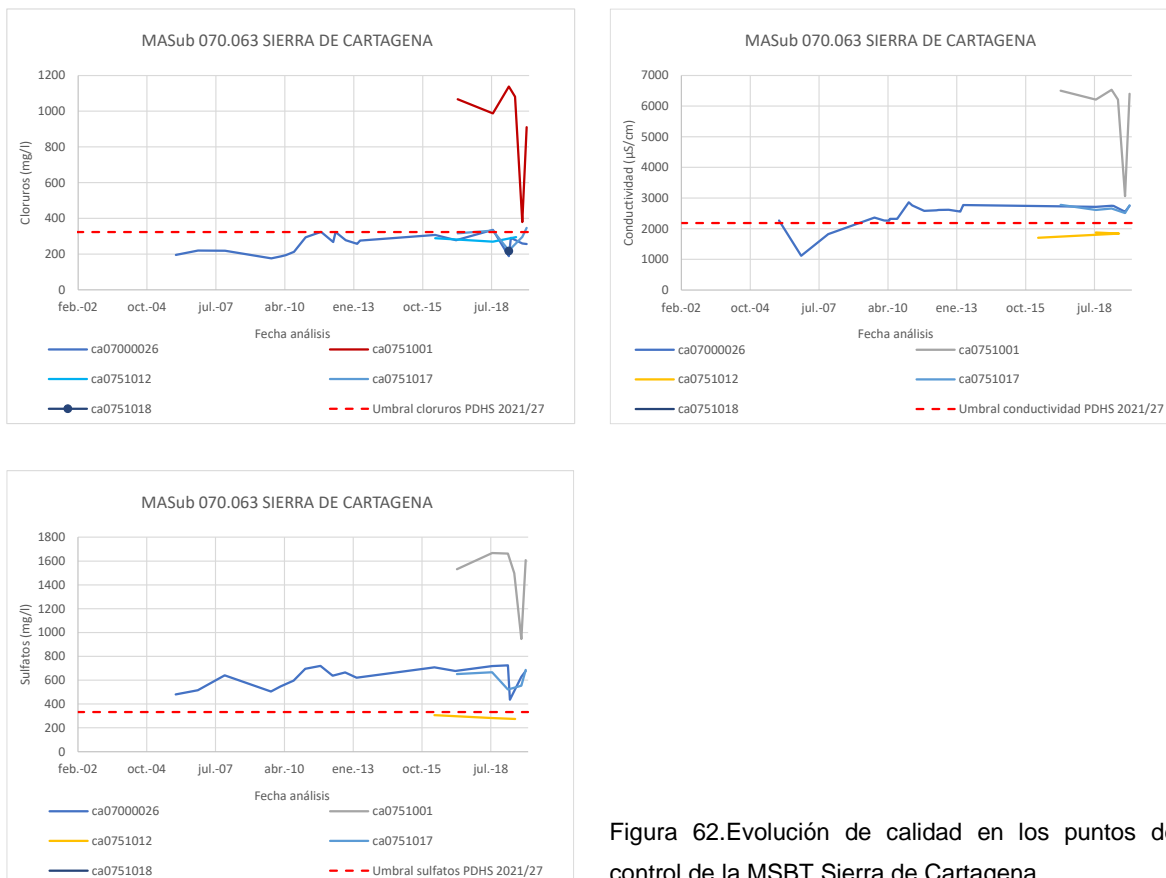 MASub 070.063 SIERRA DE CARTAGENA
1200
1000
800
600
400
200
0
Cloruros (mg/l)
feb.-02 oct.-04 jul.-07 abr.-10 ene.-13 oct.-15 jul.-18
Fecha análisis
ca07000026 ca0751001
ca0751012 ca0751017
ca0751018 Umbral cloruros PDHS 2021/27
MASub 070.063 SIERRA DE CARTAGENA
7000
6000
5000
4000
3000
2000
1000
0
Conductividad (µS/cm)
feb.-02 oct.-04 jul.-07 abr.-10 ene.-13 oct.-15 jul.-18
Fecha análisis
ca07000026 ca0751001
ca0751012 ca0751017
ca0751018 Umbral conductividad PDHS 2021/27
MASub 070.063 SIERRA DE CARTAGENA
1800
1600
1400
1200
1000
800
600
400
200
0
Sulfatos (mg/l)
feb.-02 oct.-04 jul.-07 abr.-10 ene.-13 oct.-15 jul.-18
Fecha análisis
ca07000026 ca0751001
ca0751012 ca0751017
ca0751018 Umbral sulfatos PDHS 2021/27
Figura 62.Evolución de calidad en los puntos de
control de la MSBT Sierra de Cartagena